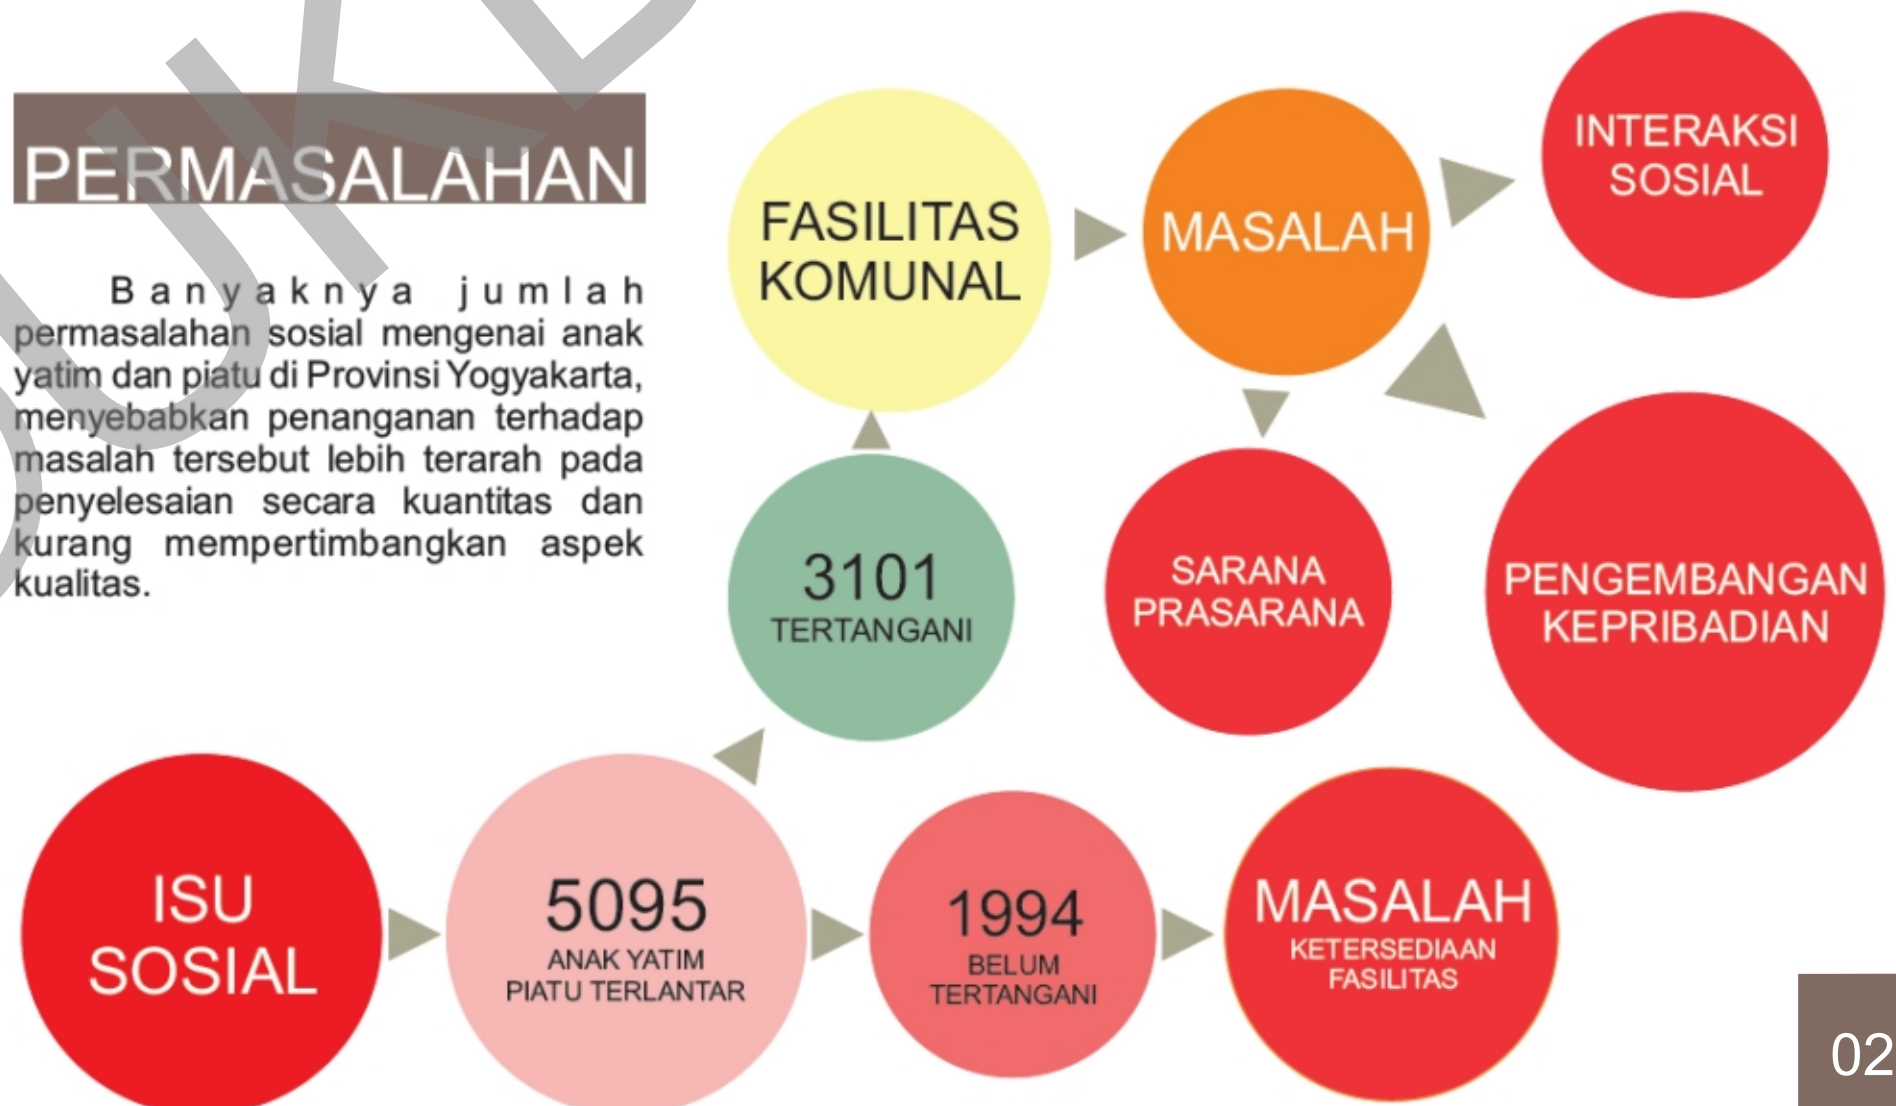 PERMASALAHAN
Banyaknya jumlah
permasalahan sosial mengenai anak
yatim dan piatu di Provinsi Yogyakarta,
menyebabkan penanganan terhadap
masalah tersebut lebih terarah pada
penyelesaian secara kuantitas dan
kurang mempertimbangkan aspek
kualitas.
FASILITAS
KOMUNAL
MASALAH
INTERAKSI
SOSIAL
3101
TERTANGANI
SARANA
PRASARANA
PENGEMBANGAN
KEPRIBADIAN
ISU
SOSIAL
5095
ANAK YATIM
PIATU TERLANTAR
1994
BELUM
TERTANGANI
MASALAH
KETERSEDIAAN
FASILITAS
02